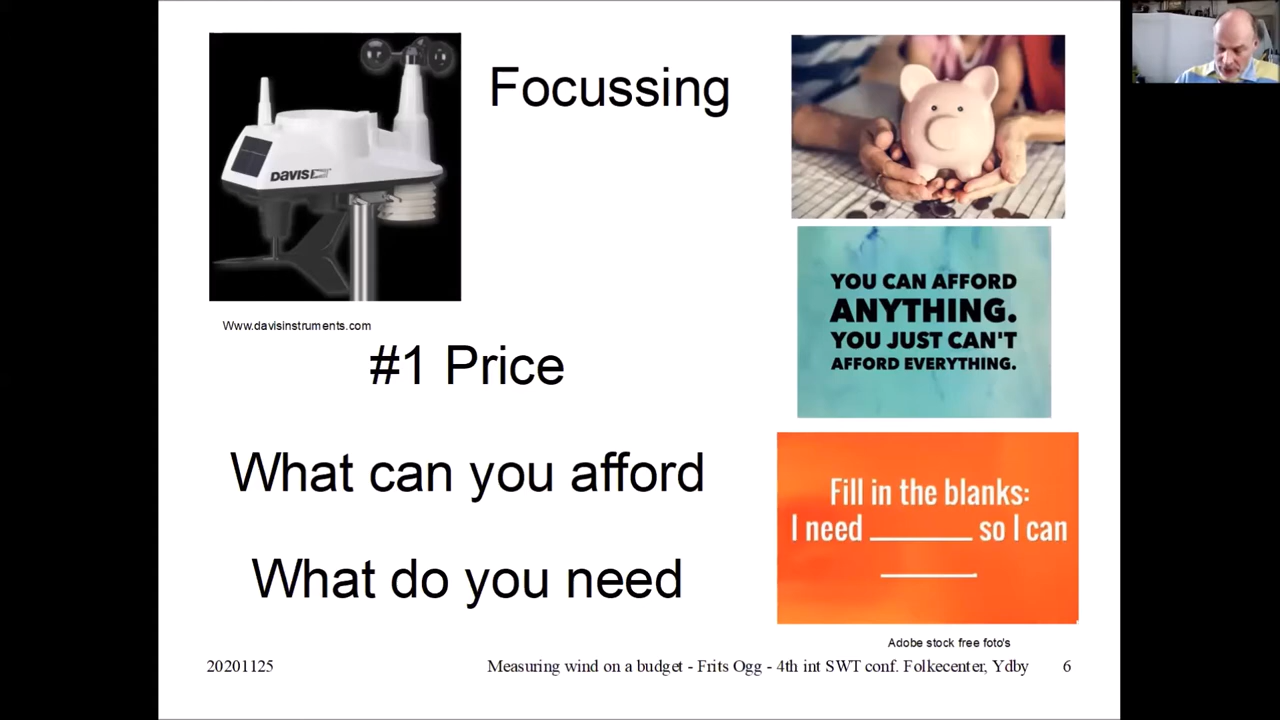 Focussing
DAVIS
Www.davisinstruments.com
#1 Price
What can you afford
What do you need
YOU CAN AFFORD
ANYTHING.
YOU JUST CAN'T
AFFORD EVERYTHING.
Fill in the blanks:
I need ________ so I can
________
Adobe stock free foto's
20201125
Measuring wind on a budget - Frits Ogg - 4th int SWT conf. Folkecenter, Ydby
6